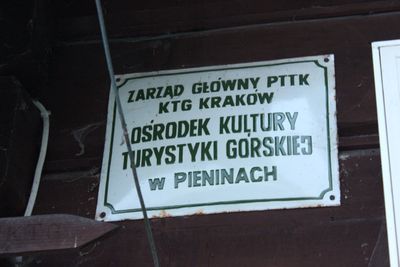 ZARZĄD GŁÓWNY PTTK
KTG KRAKÓW
OŚRODEK KULTURY
TURYSTYKI GÓRSKIEJ
W PIENINACH